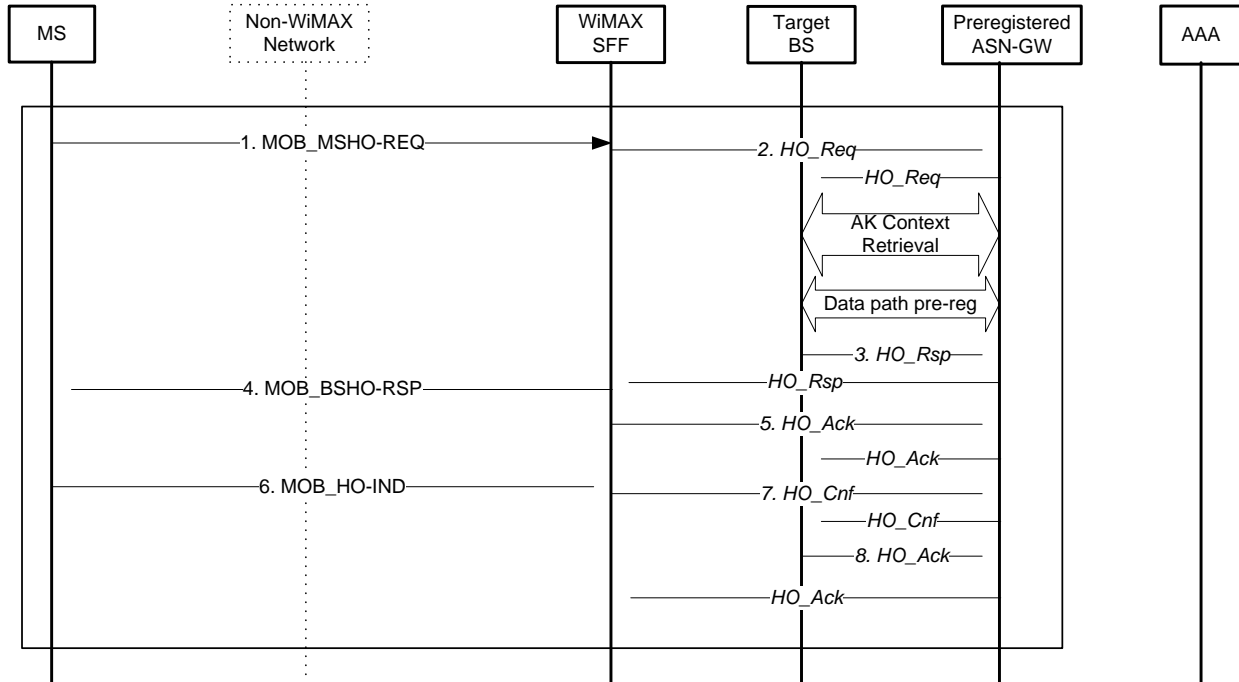 MS
Non-WiMAX
Network
WiMAX
SFF
Target
BS
Preregistered
ASN-GW
AAA
1. MOB_MSHO-REQ
2. HO_Req
HO_Req
AK Context
Retrieval
Data path pre-reg
3. HO_Rsp
HO_Rsp
4. MOB_BSHO-RSP
5. HO_Ack
HO_Ack
6. MOB_HO-IND
7. HO_Cnf
HO_Cnf
8. HO_Ack
HO_Ack